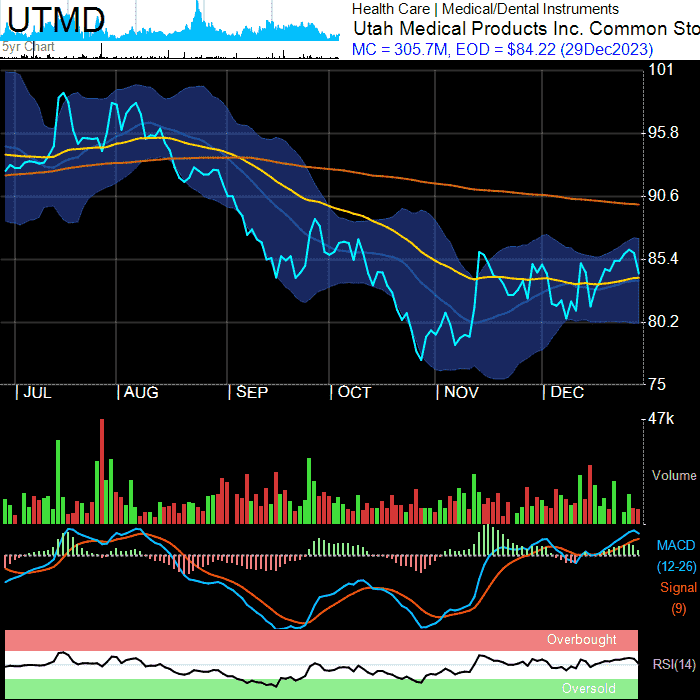 UTMD
5yr Chart
Health Care | Medical/Dental Instruments
Utah Medical Products Inc. Common Sto
MC = 305.7M, EOD = $84.22 (29Dec2023)
101
95.8
90.6
85.4
80.2
75
| JUL | AUG | SEP | OCT | NOV | DEC
47k
Volume
MACD
(12-26)
Signal
(9)
Overbought
RSI(14)
Oversold